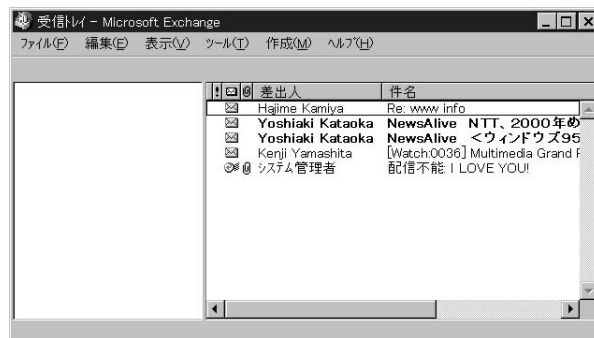 受信トレイ - Microsoft Exchange
ファイル(F) 編集(E) 表示(V) ツール(T) 作成(M) ヘルプ(H)
! 差出人 件名
Hajime Kamiya Re: www info
Yoshiaki Kataoka NewsAlive NTT、2000年め
Yoshiaki Kataoka NewsAlive <ウィンドウズ95
Kenji Yamashita [Watch:0036] Multimedia Grand
システム管理者 配信不能: I LOVE YOU!